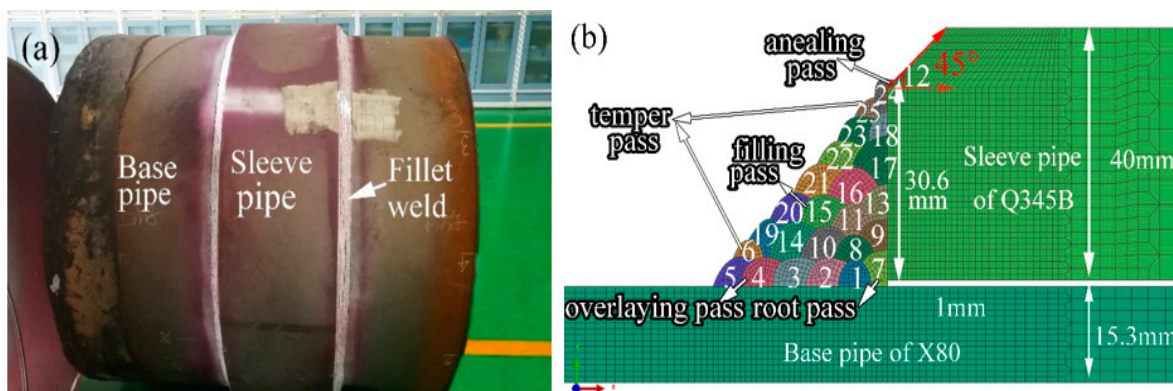 (a)
Base
pipe
Sleeve
pipe
Fillet
weld
(b)
anealing
pass
temper
pass
filling
pass
45°
12
24
25
23
18
22
17
21
16
13
20
15
11
19
14
10
9
6
8
5
4
3
2
1
7
30.6
mm
Sleeve pipe
of Q345B
40mm
overlaying pass
root pass
1mm
Base pipe of X80
15.3mm